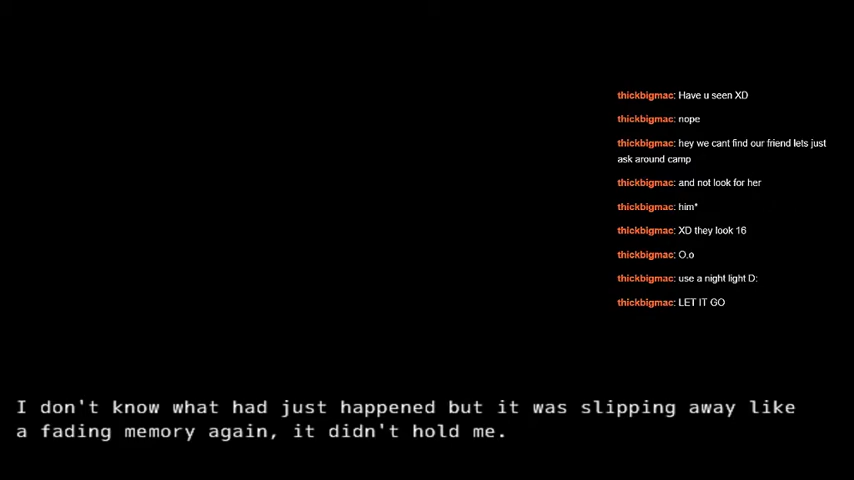 thickbigmac: Have u seen XD
thickbigmac: nope
thickbigmac: hey we cant find our friend lets just
ask around camp
thickbigmac: and not look for her
thickbigmac: him*
thickbigmac: XD they look 16
thickbigmac: O.o
thickbigmac: use a night light D:
thickbigmac: LET IT GO
I don't know what had just happened but it was slipping away like
a fading memory again, it didn't hold me.